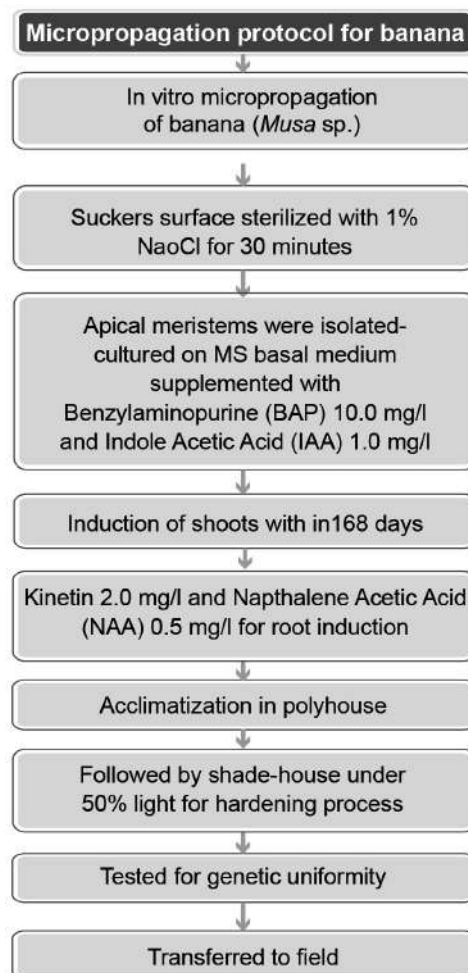 Micropropagation protocol for banana
In vitro micropropagation
of banana (Musa sp.)
Suckers surface sterilized with 1%
NaoCl for 30 minutes
Apical meristems were isolated-
cultured on MS basal medium
supplemented with
Benzylaminopurine (BAP) 10.0 mg/l
and Indole Acetic Acid (IAA) 1.0 mg/l
Induction of shoots with in168 days
Kinetin 2.0 mg/l and Napthalene Acetic Acid
(NAA) 0.5 mg/l for root induction
Acclimatization in polyhouse
Followed by shade-house under
50% light for hardening process
Tested for genetic uniformity
Transferred to field